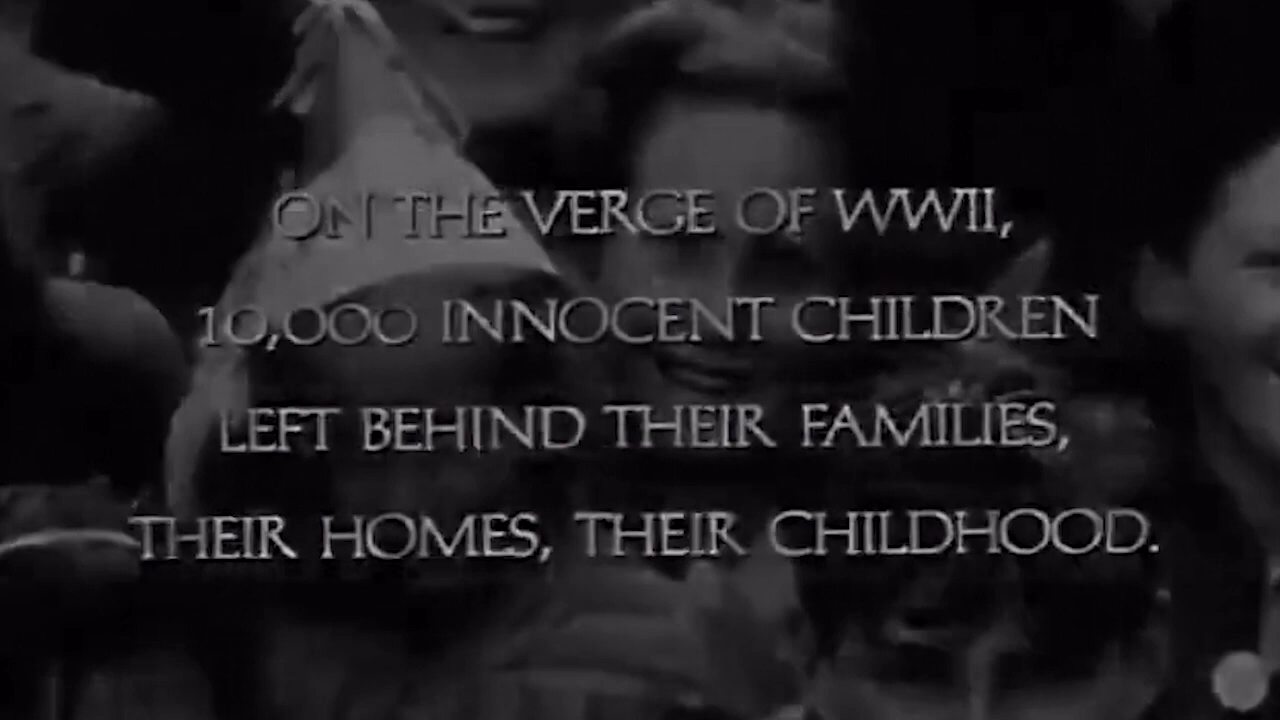 ON THE VERGE OF WWII,
10,000 INNOCENT CHILDREN
LEFT BEHIND THEIR FAMILIES,
THEIR HOMES, THEIR CHILDHOOD.